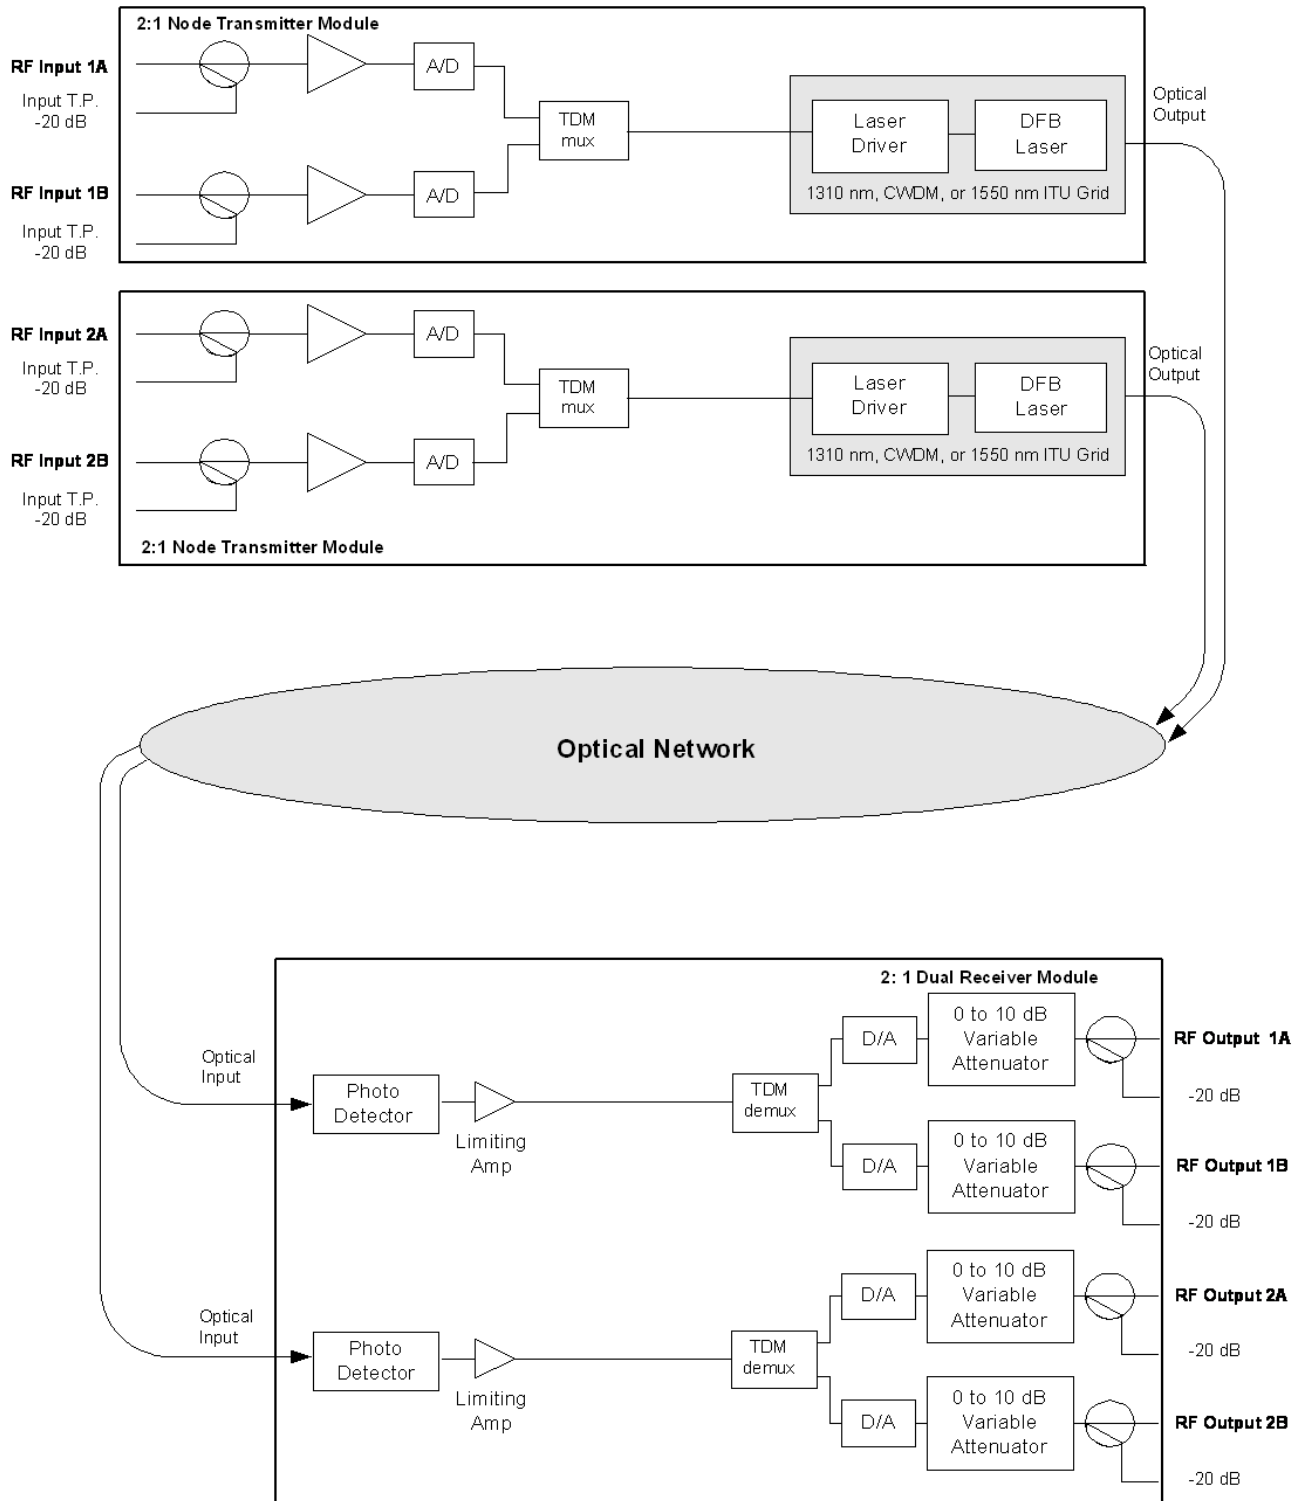 2:1 Node Transmitter Module
RF Input 1A
Input T.P.
-20 dB
A/D
TDM
mux
Laser
Driver
DFB
Laser
Optical
Output
RF Input 1B
A/D
1310 nm, CWDM, or 1550 nm ITU Grid
Input T.P.
-20 dB
RF Input 2A
Input T.P.
-20 dB
A/D
TDM
mux
Laser
Driver
DFB
Laser
Optical
Output
RF Input 2B
A/D
1310 nm, CWDM, or 1550 nm ITU Grid
Input T.P.
-20 dB
2:1 Node Transmitter Module
Optical Network
2: 1 Dual Receiver Module
Optical
Input
Photo
Detector
Limiting
Amp
TDM
demux
D/A
0 to 10 dB
Variable
Attenuator
RF Output 1A
-20 dB
D/A
0 to 10 dB
Variable
Attenuator
RF Output 1B
-20 dB
Optical
Input
Photo
Detector
Limiting
Amp
TDM
demux
D/A
0 to 10 dB
Variable
Attenuator
RF Output 2A
-20 dB
D/A
0 to 10 dB
Variable
Attenuator
RF Output 2B
-20 dB